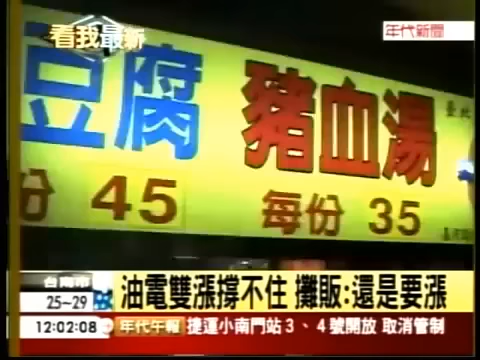 看我最新
年代新聞
豆腐
豬血湯
臺北
份 45
每份 35
台南市
25~29
油電雙漲撐不住 攤販:還是要漲
12:02:08
年代午報
捷運小南門站3、4號開放 取消管制